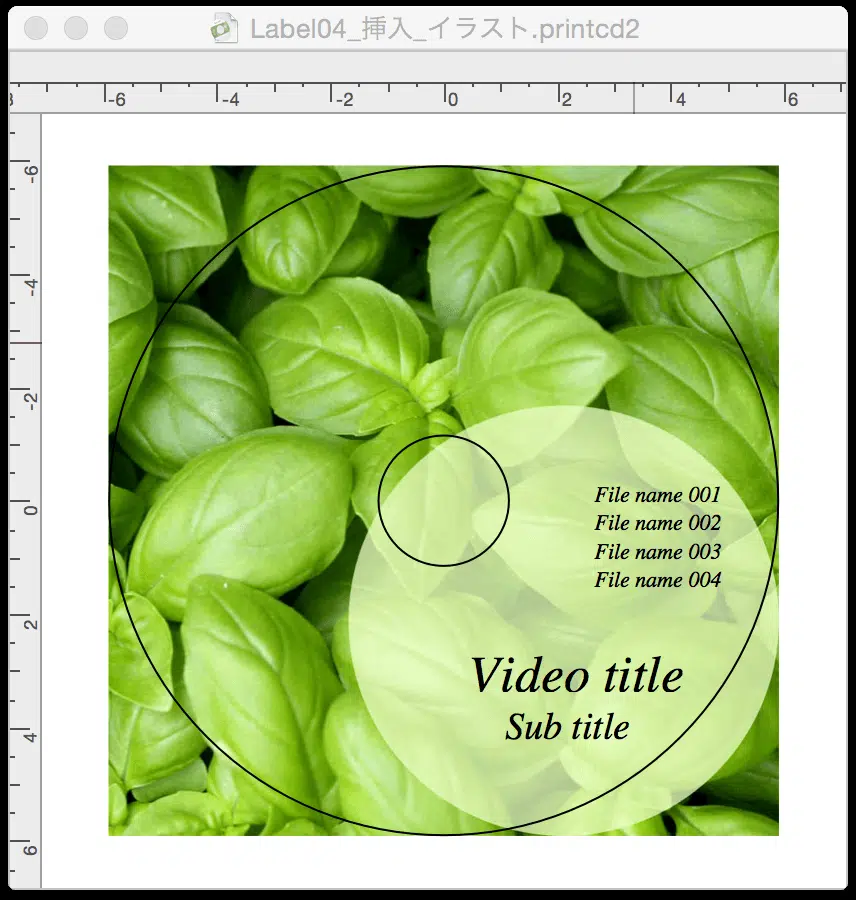 Label04_挿入_イラスト.printcd2
-6 -4 -2 0 2 4 6
-6
-4
-2
0
2
4
6
File name 001
File name 002
File name 003
File name 004
Video title
Sub title